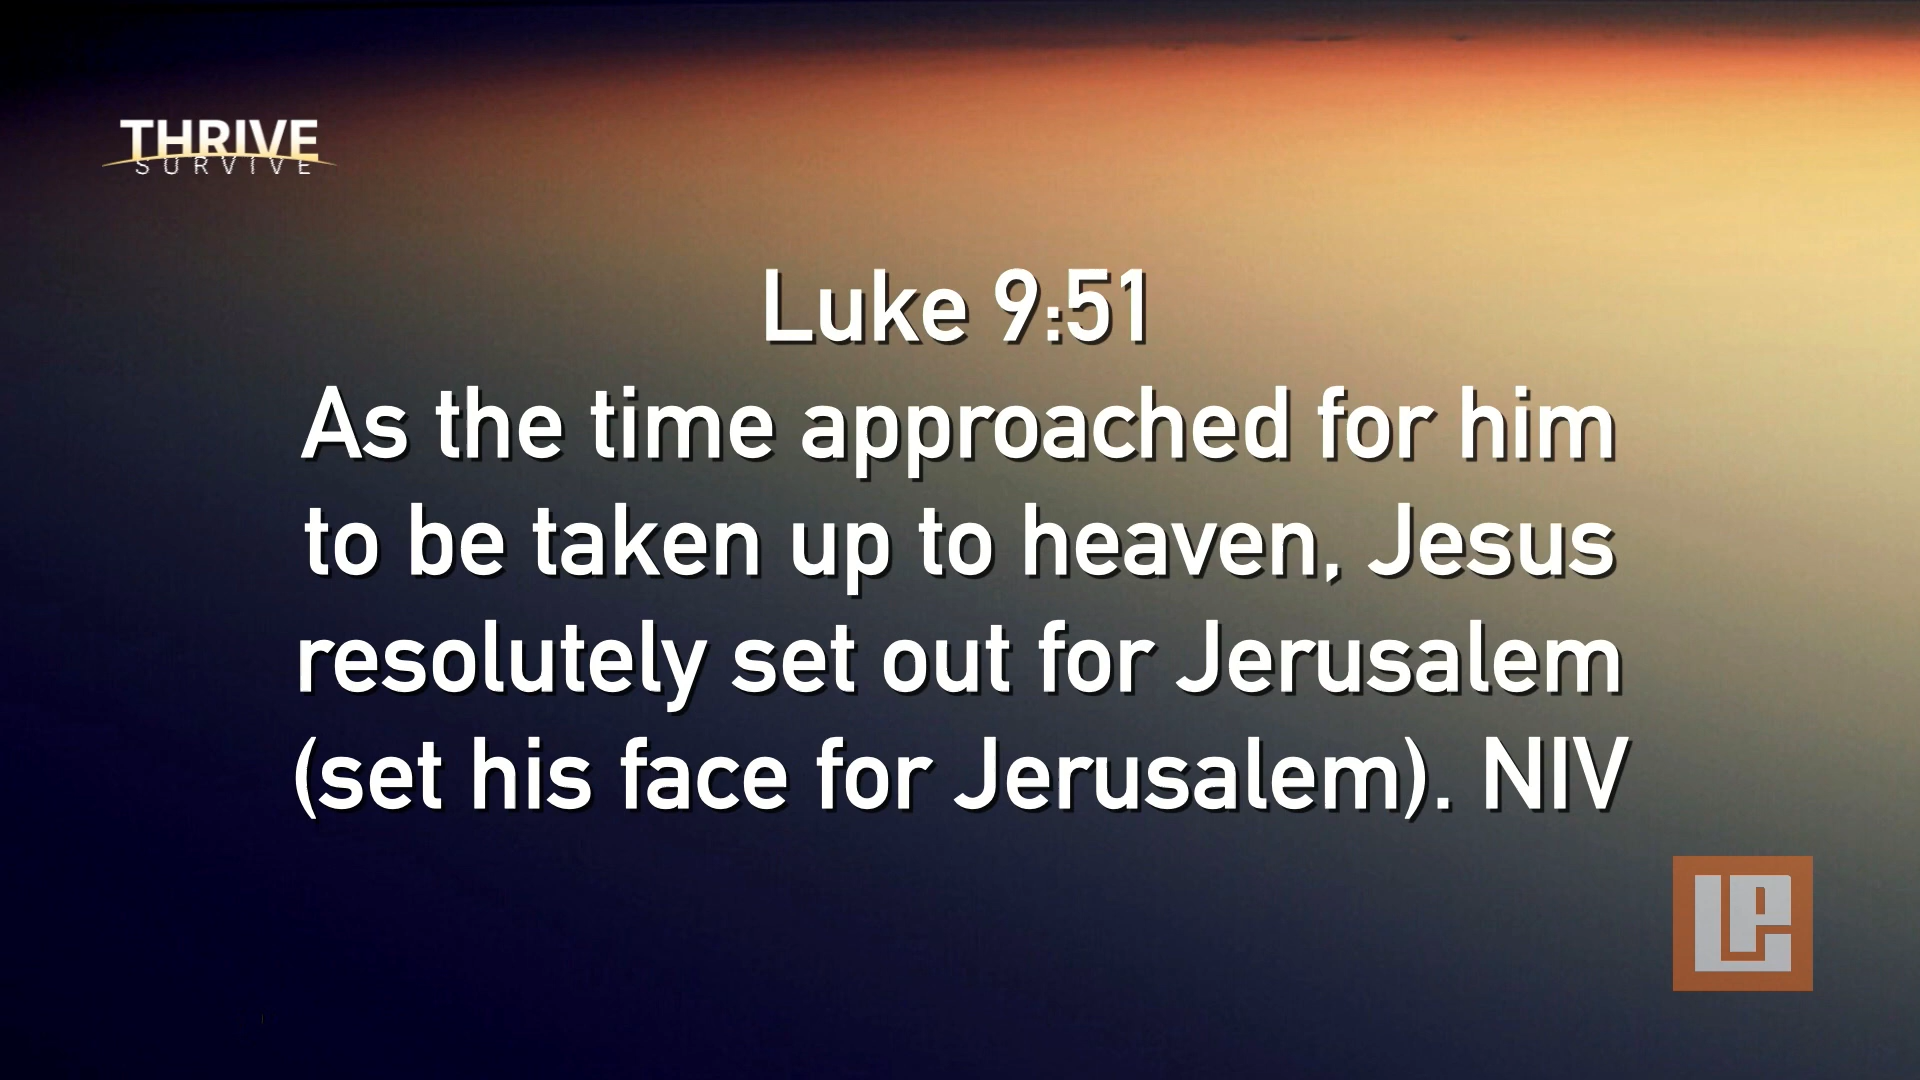 THRIVE
SURVIVE
Luke 9:51
As the time approached for him
to be taken up to heaven, Jesus
resolutely set out for Jerusalem
(set his face for Jerusalem). NIV
LP